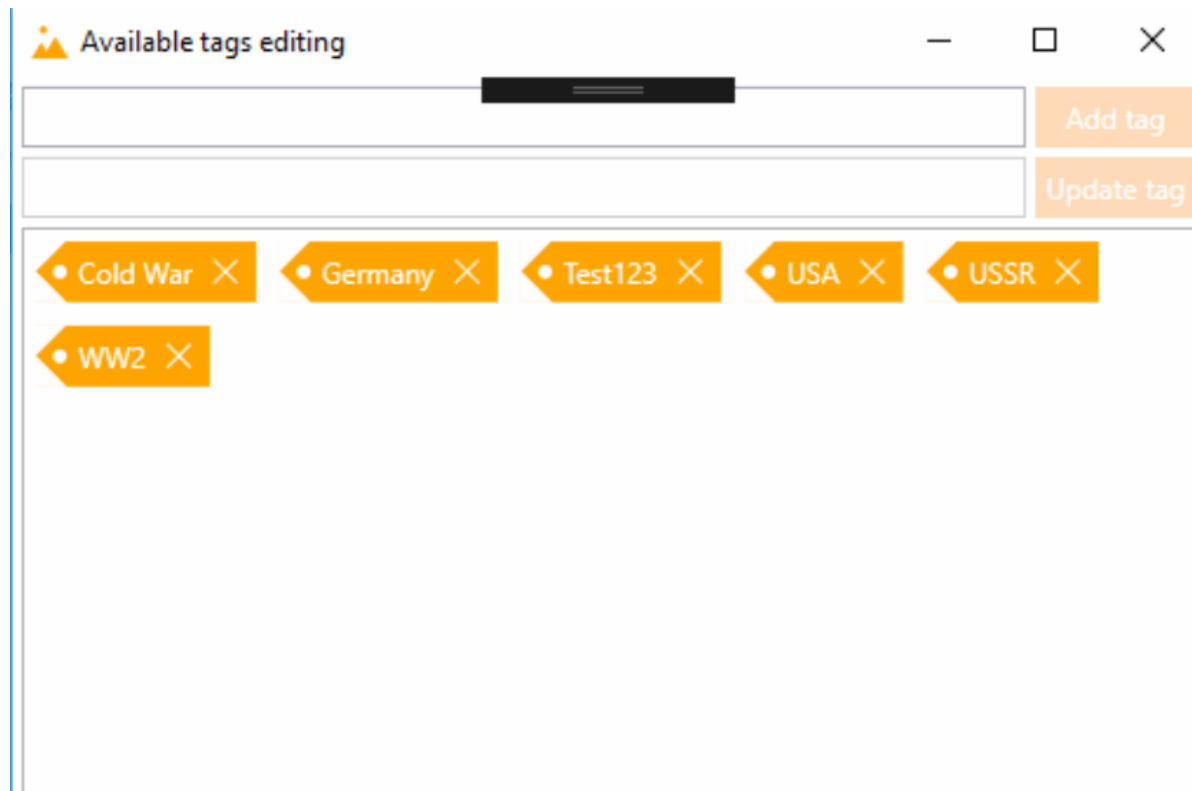 Available tags editing
Add tag
Update tag
Cold War Germany Test123 USA USSR
WW2